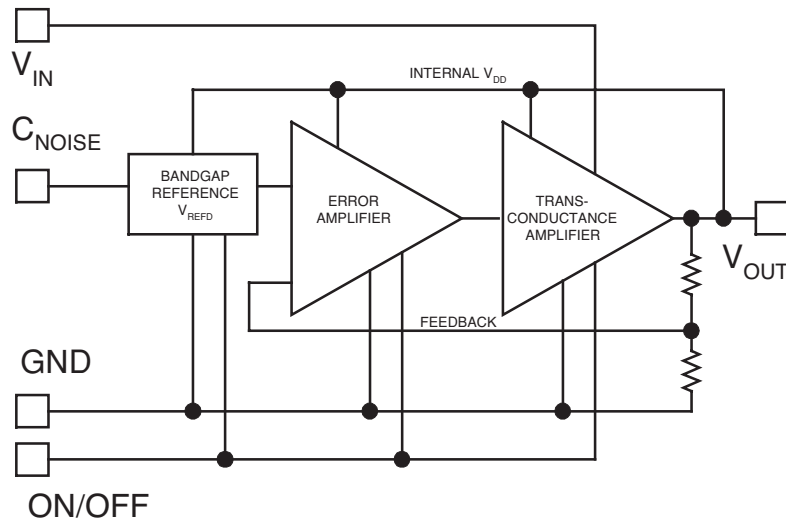 V_IN
INTERNAL V_DD
C_NOISE
BANDGAP
REFERENCE
V_REFD
ERROR
AMPLIFIER
TRANS-
CONDUCTANCE
AMPLIFIER
V_OUT
FEEDBACK
GND
ON/OFF